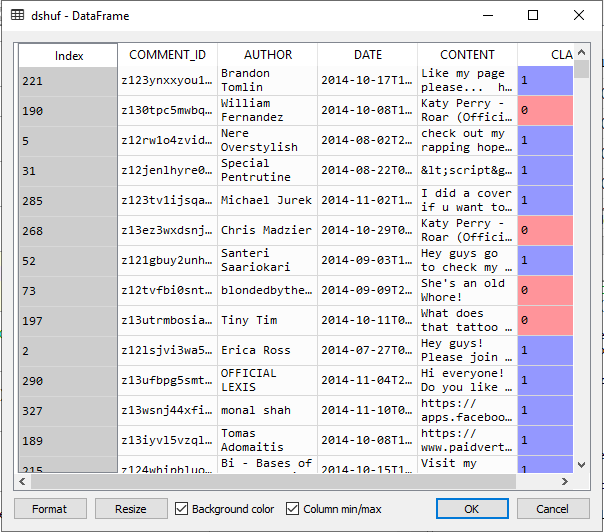 dshuf - DataFrame
Index COMMENT_ID AUTHOR DATE CONTENT CLA
221 z123ynxxyou1… Brandon Tomlin 2014-10-17T1… Like my page please... h…
1
190 z130tpc5mwbq… William Fernandez 2014-10-08T1… Katy Perry - Roar (Offici…
0
5 z12rw1o4zvid… Nere Overstylish 2014-08-02T2… check out my rapping hope…
1
31 z12jenlhyre0… Special Pentrutine 2014-08-22T0… &lt;script&g…
1
285 z123tv1ijsqa… Michael Jurek 2014-11-02T1… I did a cover if u want to…
1
268 z13ez3wxdsnj… Chris Madzier 2014-10-29T0… Katy Perry - Roar (Offici…
0
52 z121gbuy2unh… Santeri Saariokari 2014-09-03T1… Hey guys go to check my …
1
73 z12tvfbi0snt… blondedbythe… 2014-09-09T2… She's an old Whore!
0
197 z13utrmbosia… Tiny Tim 2014-10-11T0… What does that tattoo …
0
2 z12lsjvi3wa5… Erica Ross 2014-07-27T0… Hey guys! Please join …
1
290 z13ufbpg5smt… OFFICIAL LEXIS 2014-11-04T2… Hi everyone! Do you like …
1
327 z13wsnj44xfi… monal shah 2014-11-10T0… https:// apps.faceboo…
1
189 z13iyvl5vzql… Tomas Adomaitis 2014-10-08T1… https:// www.paidvert…
1
215 z124whinhluo… Bi - Bases of 2014-10-15T… Visit my
1
Format Resize Background color Column min/max OK Cancel